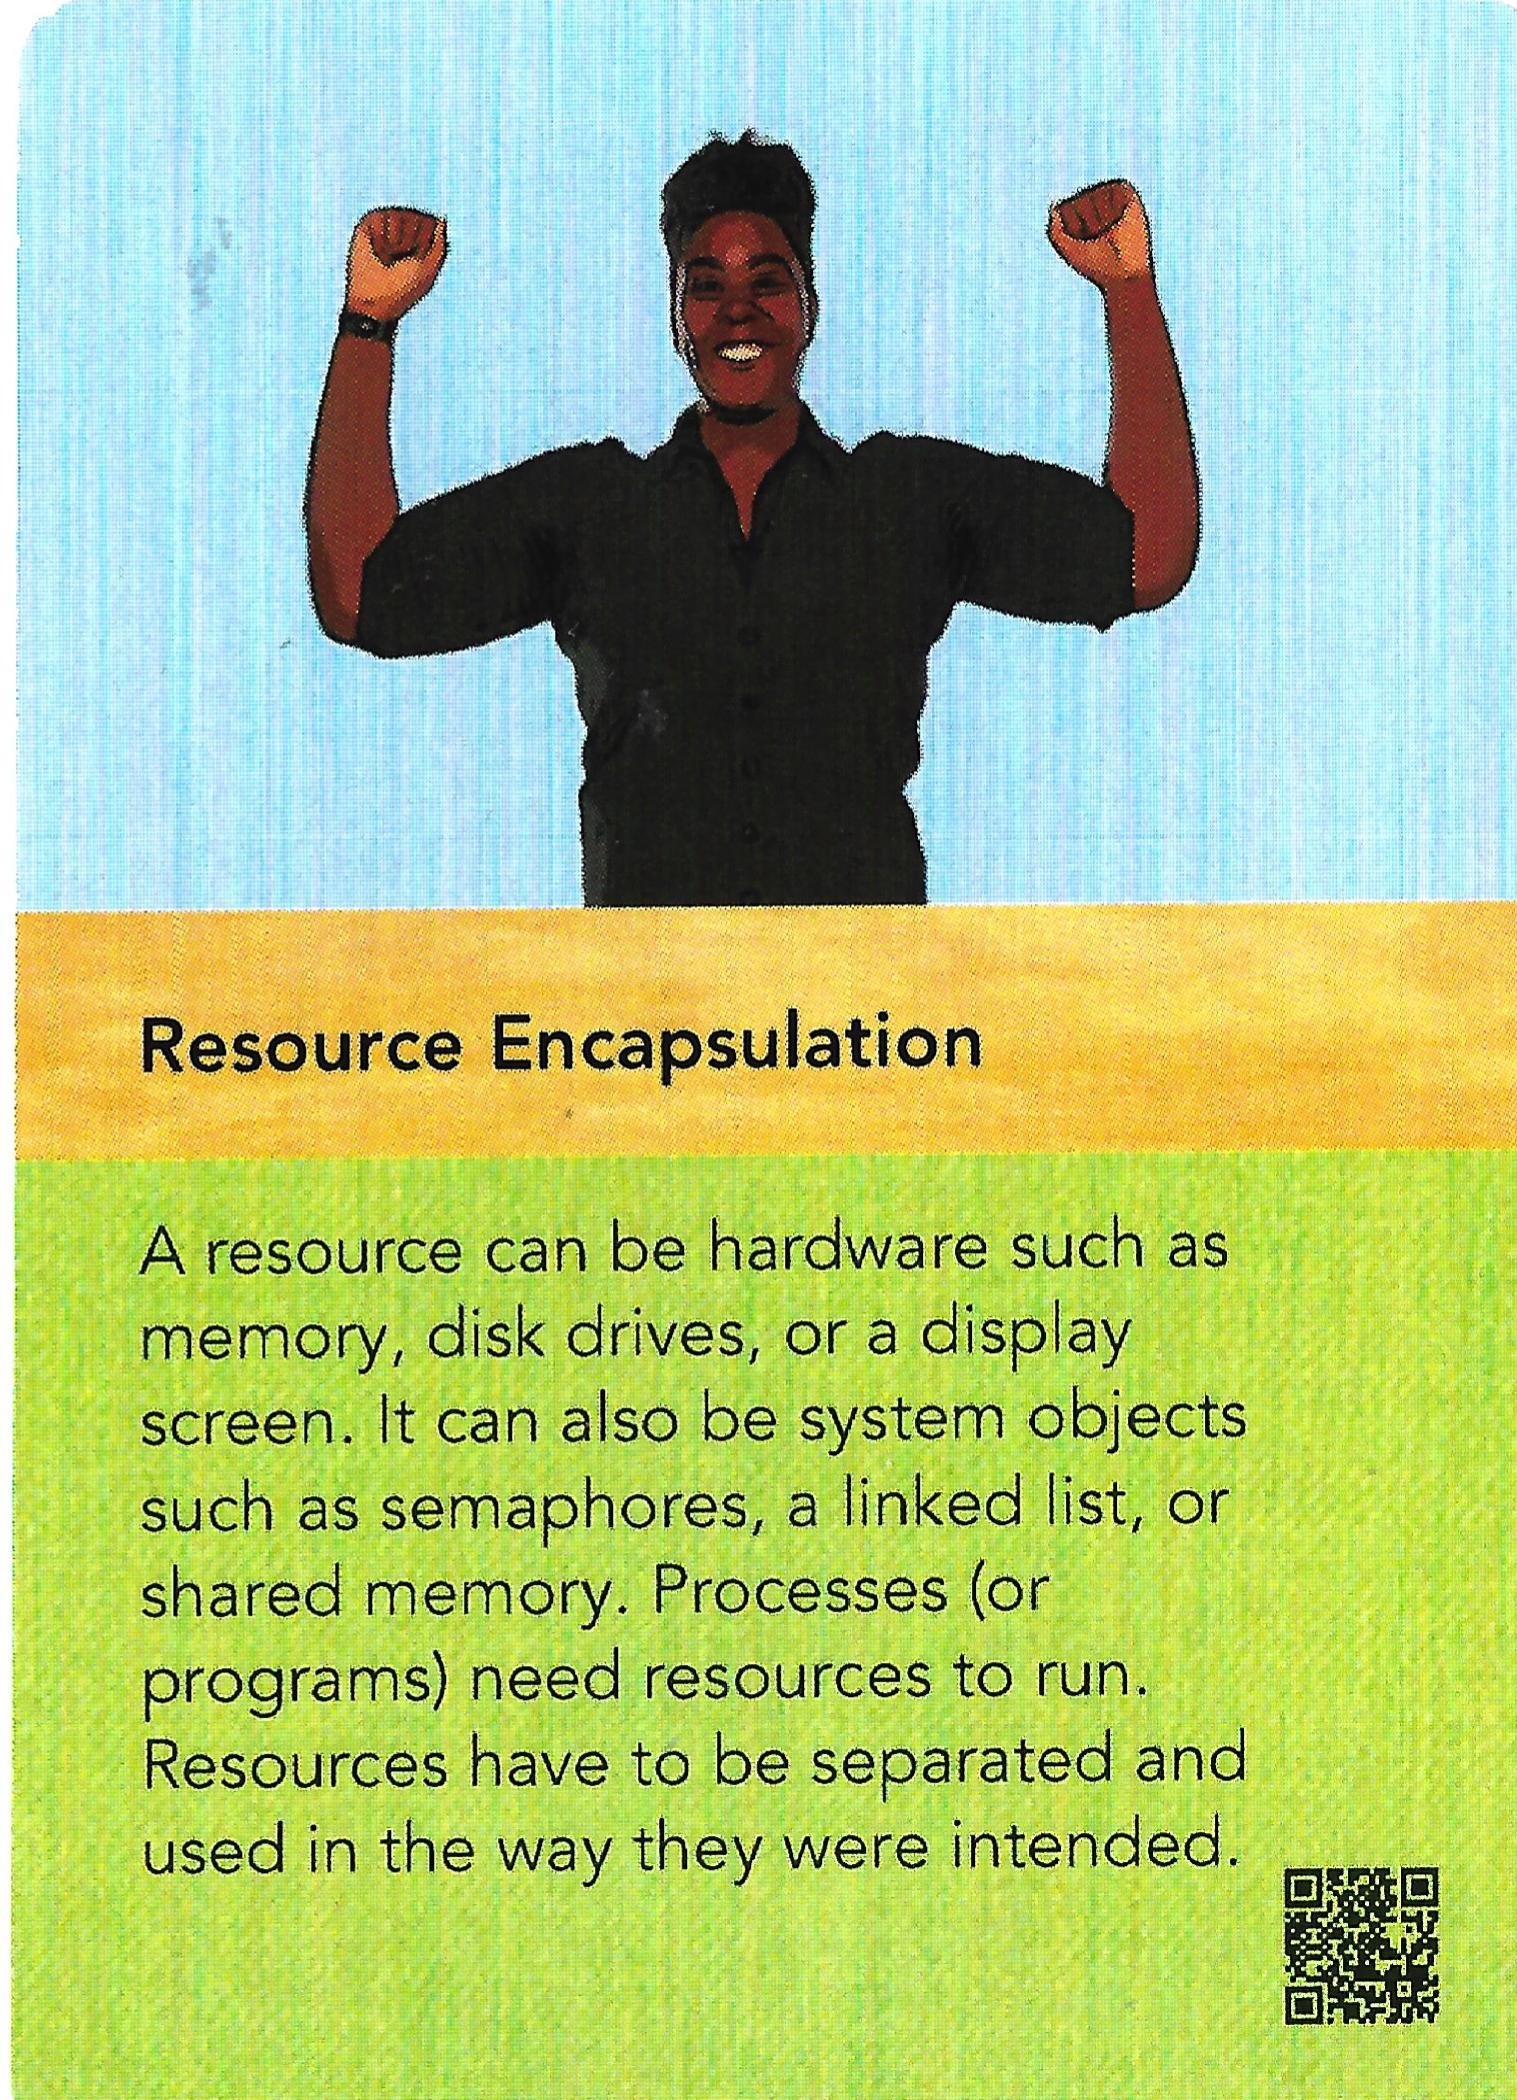 Resource Encapsulation
A resource can be hardware such as
memory, disk drives, or a display
screen. It can also be system objects
such as semaphores, a linked list, or
shared memory. Processes (or
programs) need resources to run.
Resources have to be separated and
used in the way they were intended.